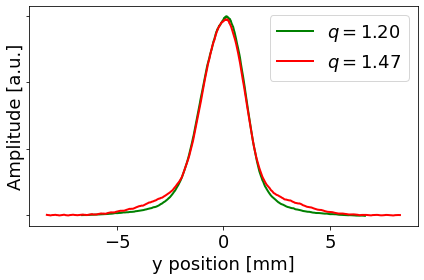 q = 1.20
q = 1.47
Amplitude [a.u.]
−5 0 5
y position [mm]